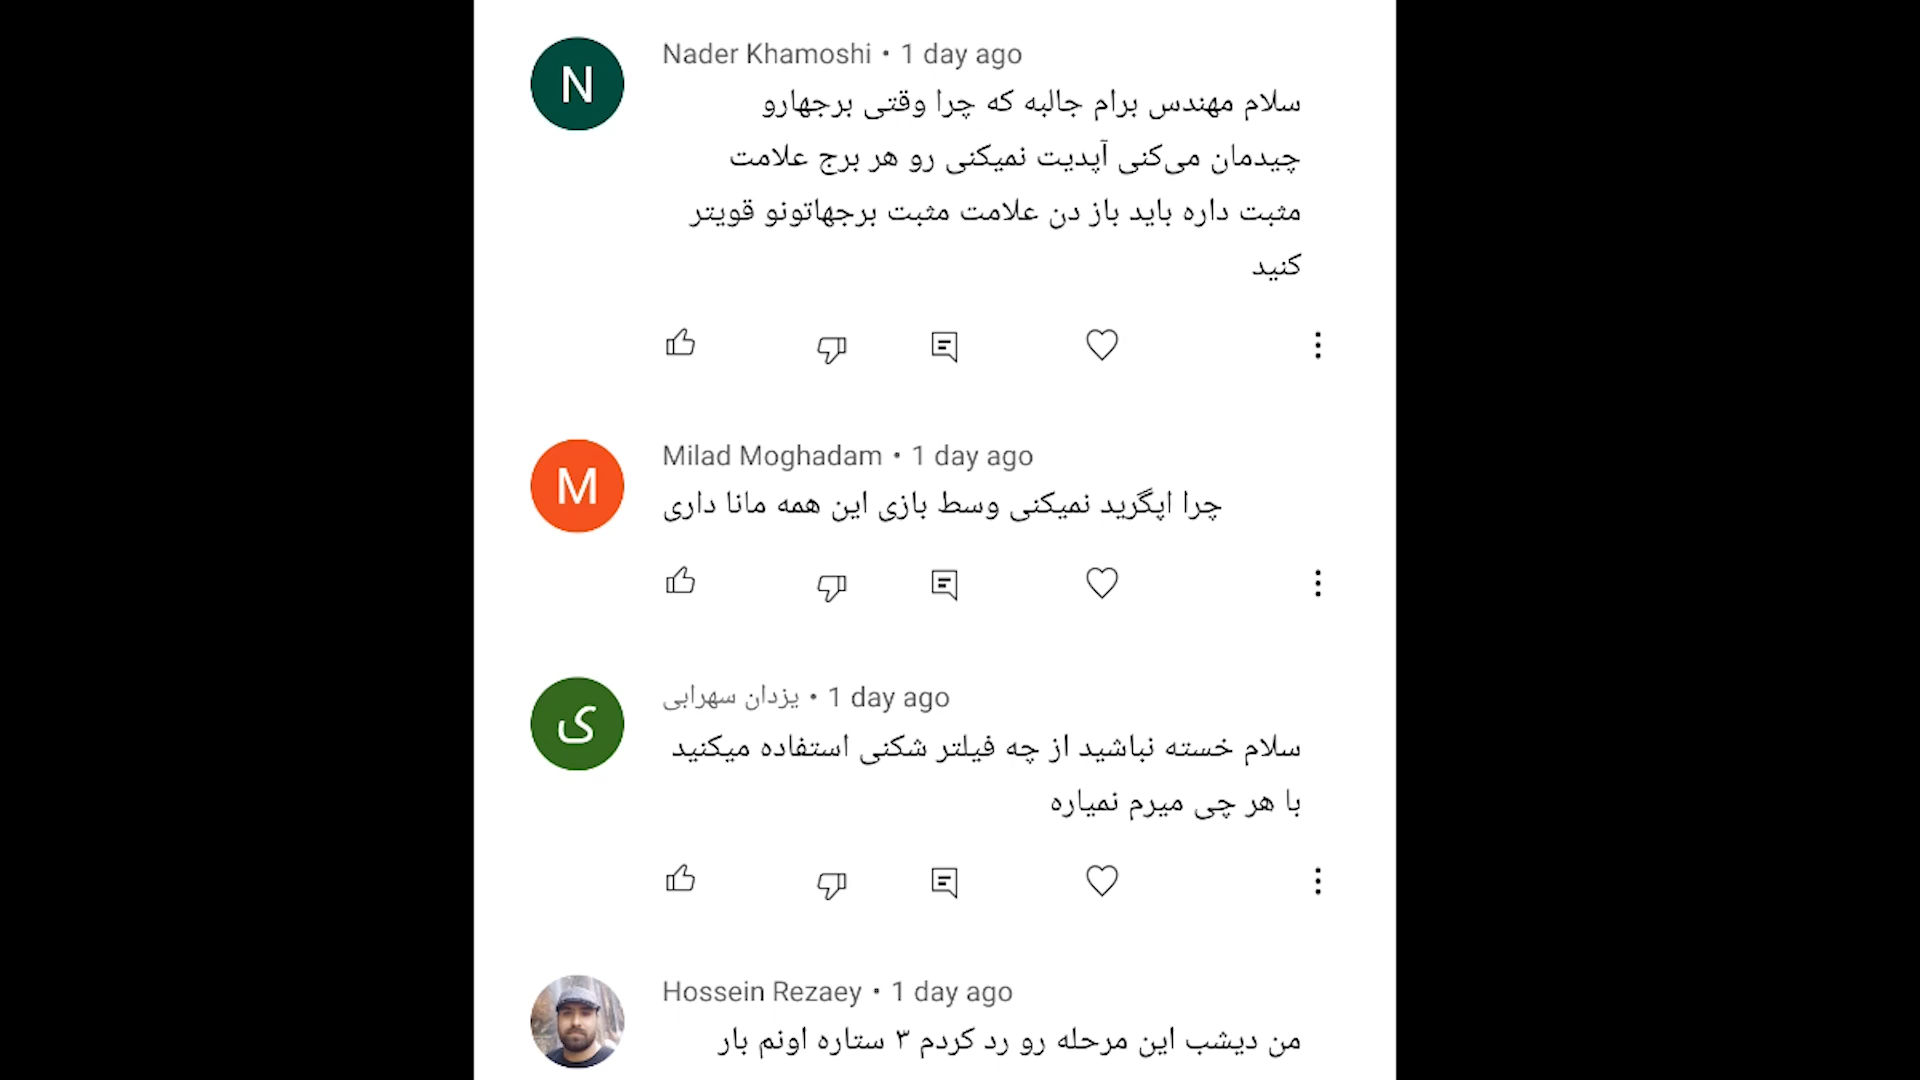 N
Nader Khamoshi • 1 day ago
سلام مهندس برام جالبه که چرا وقتی برجهارو
چیدمان می‌کنی آپدیت نمیکنی رو هر برج علامت
مثبت داره باید باز دن علامت مثبت برجهاتونو قویتر
کنید
M
Milad Moghadam • 1 day ago
چرا اپگرید نمیکنی وسط بازی این همه مانا داری
ی
یزدان سهرابی • 1 day ago
سلام خسته نباشید از چه فیلتر شکنی استفاده میکنید
با هر چی میرم نمیاره
Hossein Rezaey • 1 day ago
من دیشب این مرحله رو رد کردم ۳ ستاره اونم بار